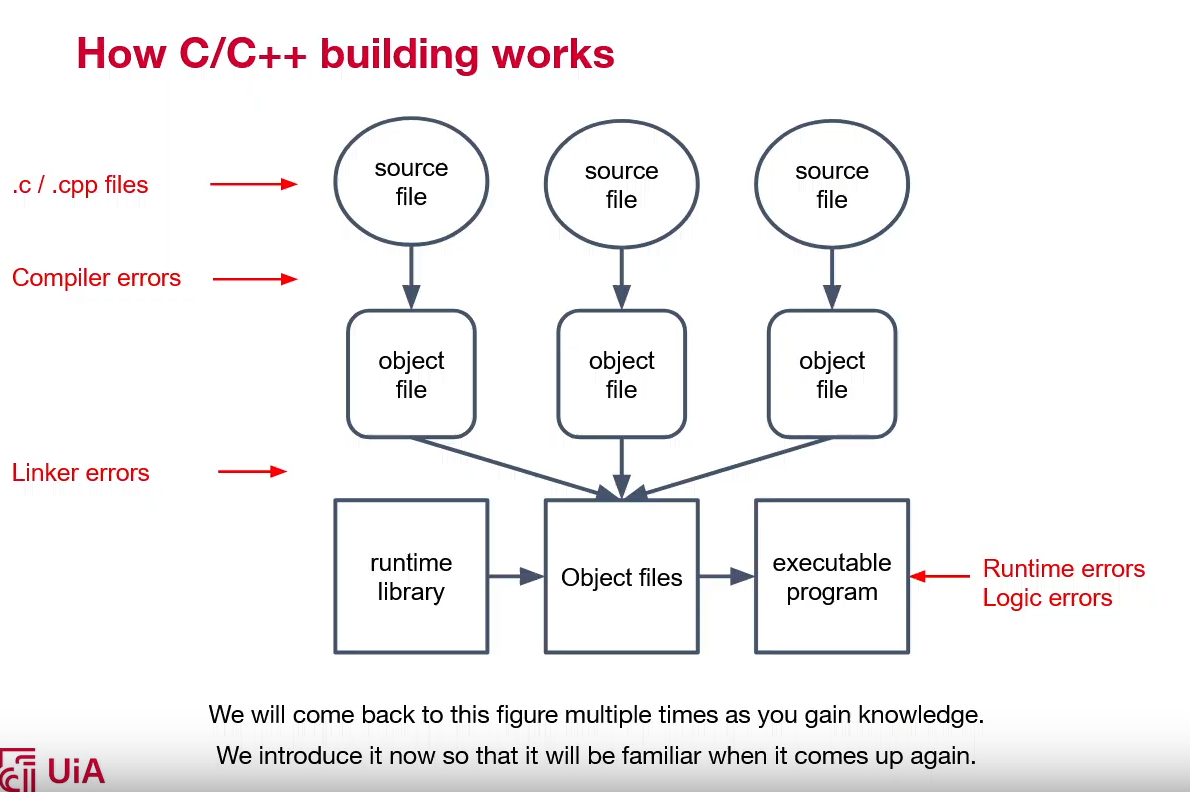 How C/C++ building works
.c / .cpp files
source
file
source
file
source
file
Compiler errors
object
file
object
file
object
file
Linker errors
runtime
library
Object files
executable
program
Runtime errors
Logic errors
We will come back to this figure multiple times as you gain knowledge.
We introduce it now so that it will be familiar when it comes up again.
UiA